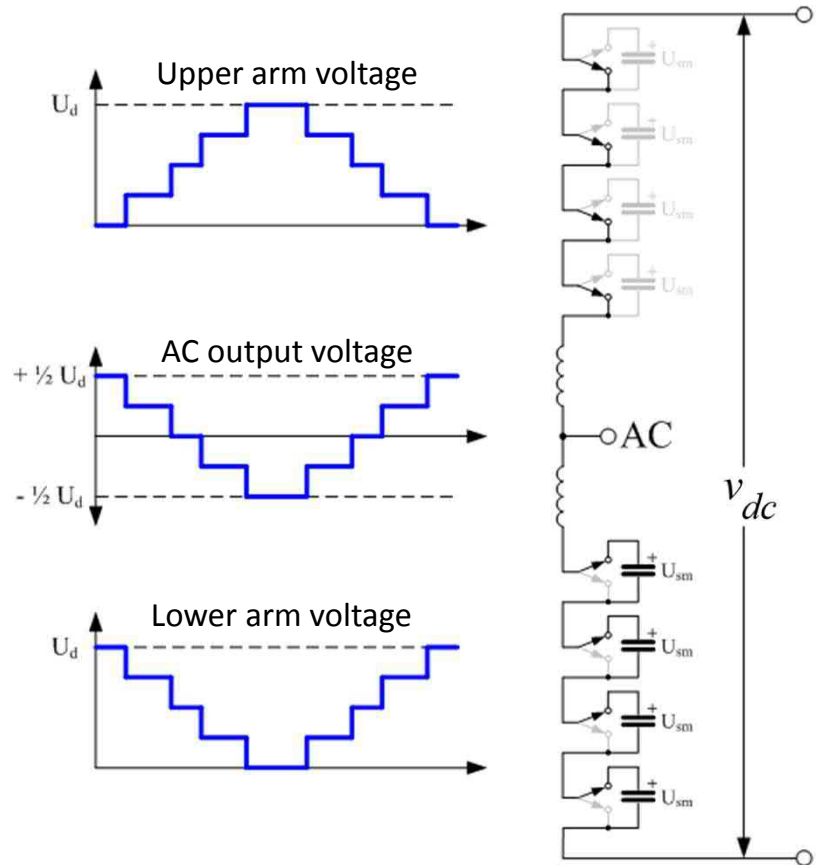 Upper arm voltage
U_d
AC output voltage
+ ½ U_d
- ½ U_d
Lower arm voltage
U_d
+
U_sm
+
U_sm
+
U_sm
+
U_sm
AC
v_dc
+
U_sm
+
U_sm
+
U_sm
+
U_sm